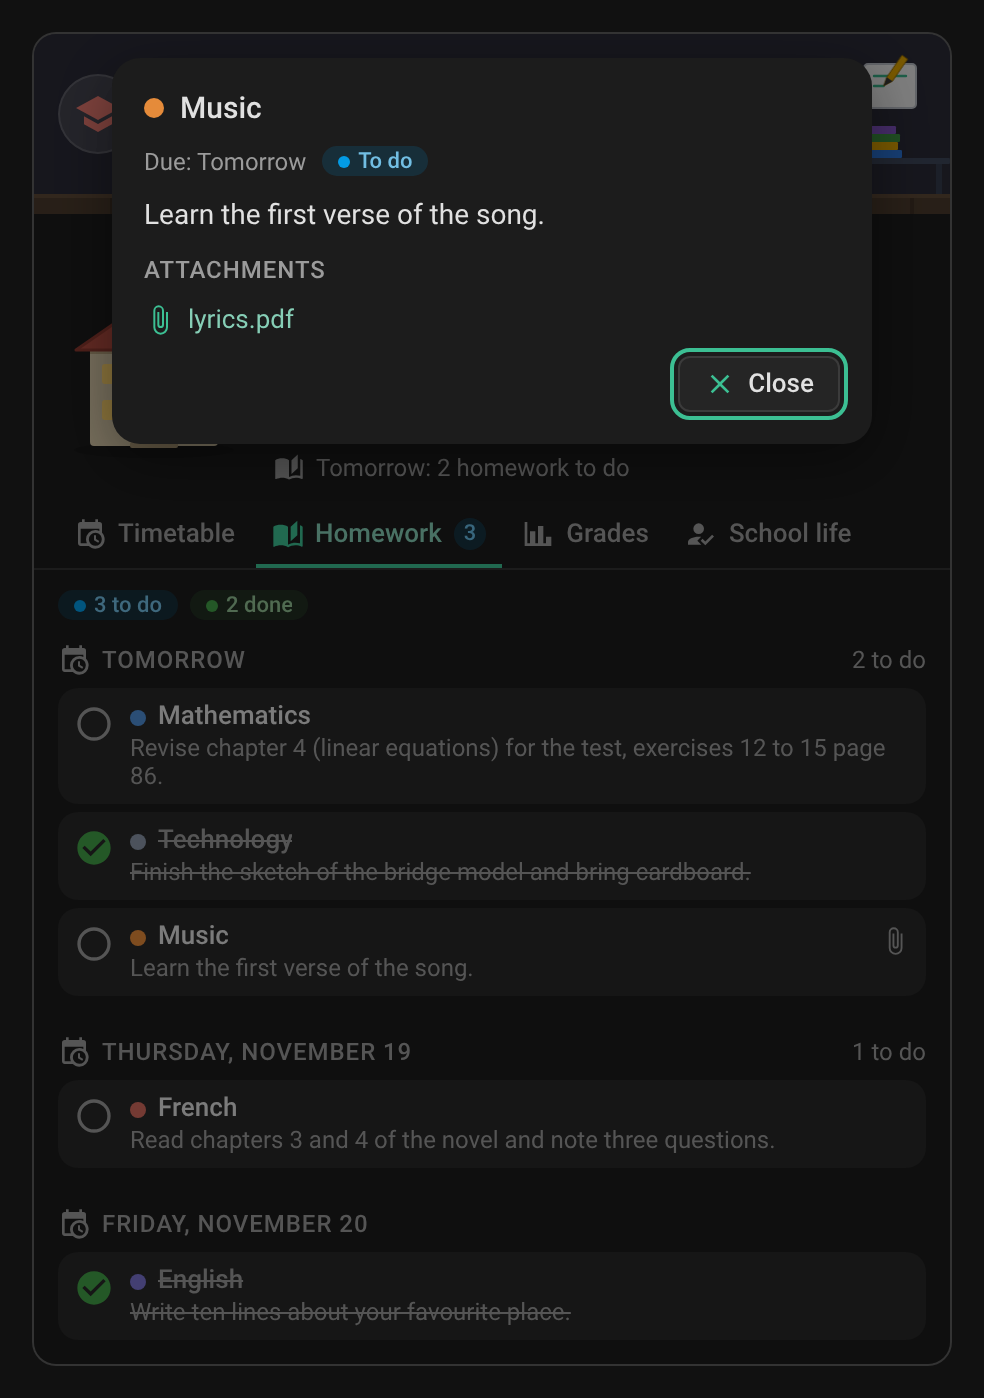 Music
Due: Tomorrow To do
Learn the first verse of the song.
ATTACHMENTS
lyrics.pdf
Close
Tomorrow: 2 homework to do
Timetable Homework 3 Grades School life
3 to do 2 done
TOMORROW 2 to do
Mathematics
Revise chapter 4 (linear equations) for the test, exercises 12 to 15 page
86.
Technology
Finish the sketch of the bridge model and bring cardboard.
Music
Learn the first verse of the song.
THURSDAY, NOVEMBER 19 1 to do
French
Read chapters 3 and 4 of the novel and note three questions.
FRIDAY, NOVEMBER 20
English
Write ten lines about your favourite place.